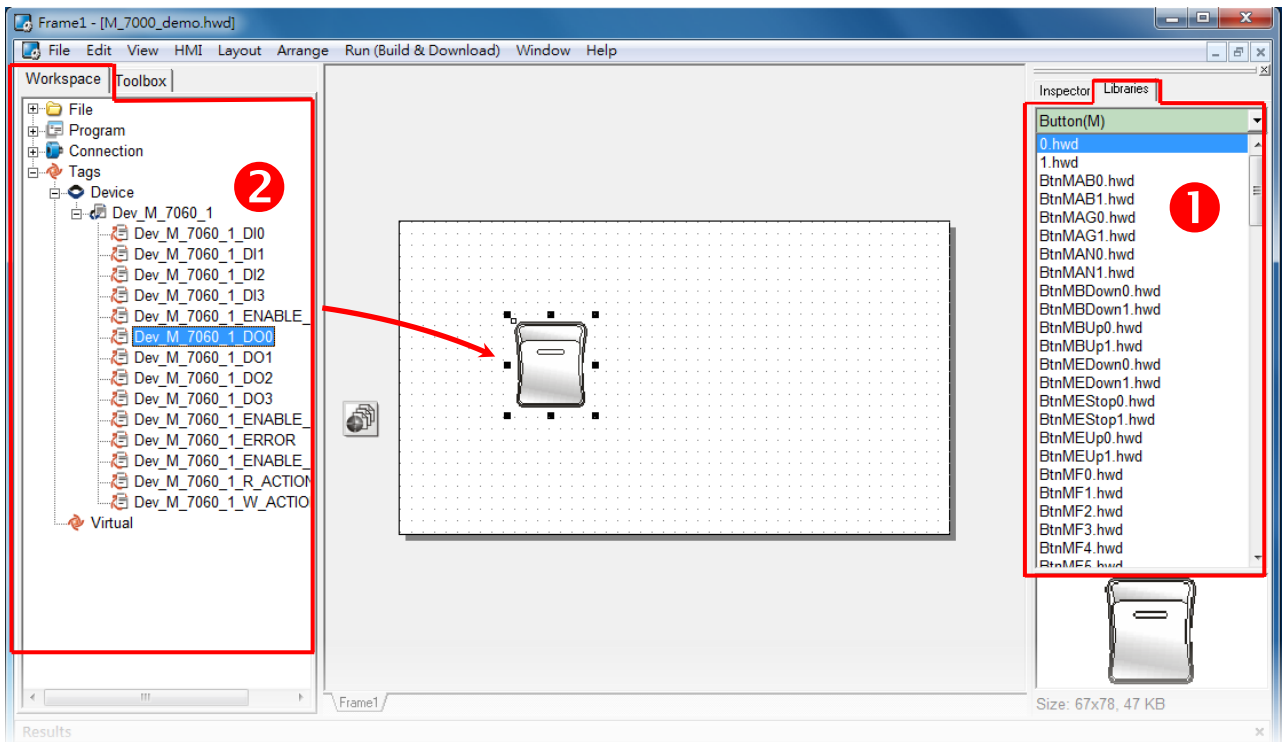 Frame1 - [M_7000_demo.hwd]
File Edit View HMI Layout Arrange Run (Build & Download) Window Help
Workspace Toolbox
File
Program
Connection
Tags
Device
Dev_M_7060_1
Dev_M_7060_1_DI0
Dev_M_7060_1_DI1
Dev_M_7060_1_DI2
Dev_M_7060_1_DI3
Dev_M_7060_1_ENABLE_
Dev_M_7060_1_DO0
Dev_M_7060_1_DO1
Dev_M_7060_1_DO2
Dev_M_7060_1_DO3
Dev_M_7060_1_ENABLE_
Dev_M_7060_1_ERROR
Dev_M_7060_1_ENABLE_
Dev_M_7060_1_R_ACTION
Dev_M_7060_1_W_ACTIO
Virtual
2
Frame1
Inspector Libraries
Button(M)
0.hwd
1.hwd
BtnMAB0.hwd
BtnMAB1.hwd
BtnMAG0.hwd
BtnMAG1.hwd
BtnMAN0.hwd
BtnMAN1.hwd
BtnMBDown0.hwd
BtnMBDown1.hwd
BtnMBUp0.hwd
BtnMBUp1.hwd
BtnMEDown0.hwd
BtnMEDown1.hwd
BtnMEStop0.hwd
BtnMEStop1.hwd
BtnMEUp0.hwd
BtnMEUp1.hwd
BtnMF0.hwd
BtnMF1.hwd
BtnMF2.hwd
BtnMF3.hwd
BtnMF4.hwd
BtnMF5.hwd
1
Size: 67x78, 47 KB
Results